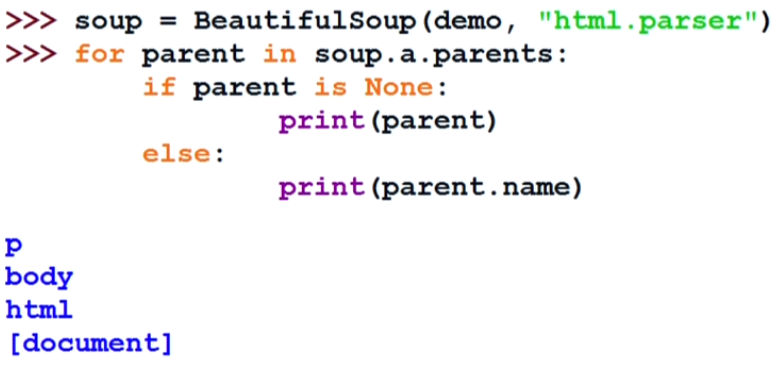 >>> soup = BeautifulSoup(demo, "html.parser")
>>> for parent in soup.a.parents:
        if parent is None:
                print(parent)
        else:
                print(parent.name)
p
body
html
[document]